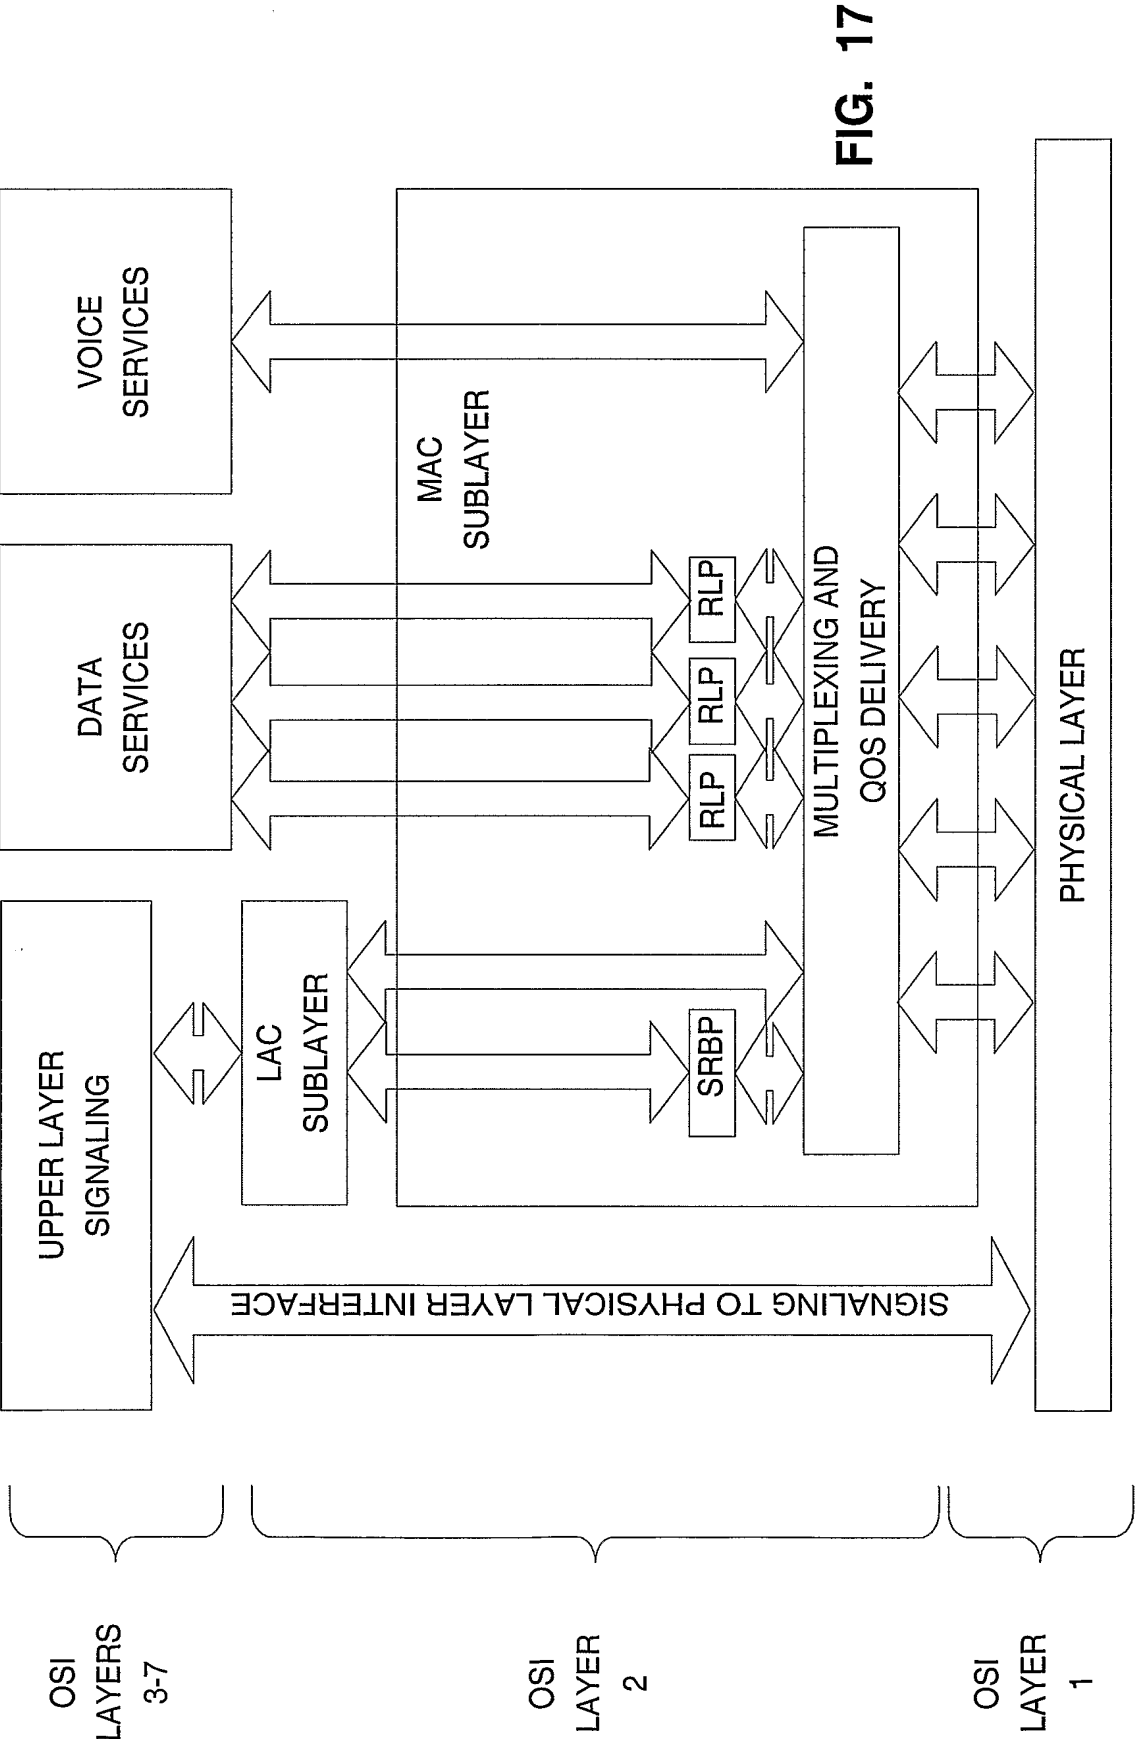 OSI
LAYERS
3-7
UPPER LAYER
SIGNALING
DATA
SERVICES
VOICE
SERVICES
OSI
LAYER
2
SIGNALING TO PHYSICAL LAYER INTERFACE
LAC
SUBLAYER
MAC
SUBLAYER
SRBP
RLP
RLP
RLP
MULTIPLEXING AND
QOS DELIVERY
OSI
LAYER
1
PHYSICAL LAYER
FIG. 17